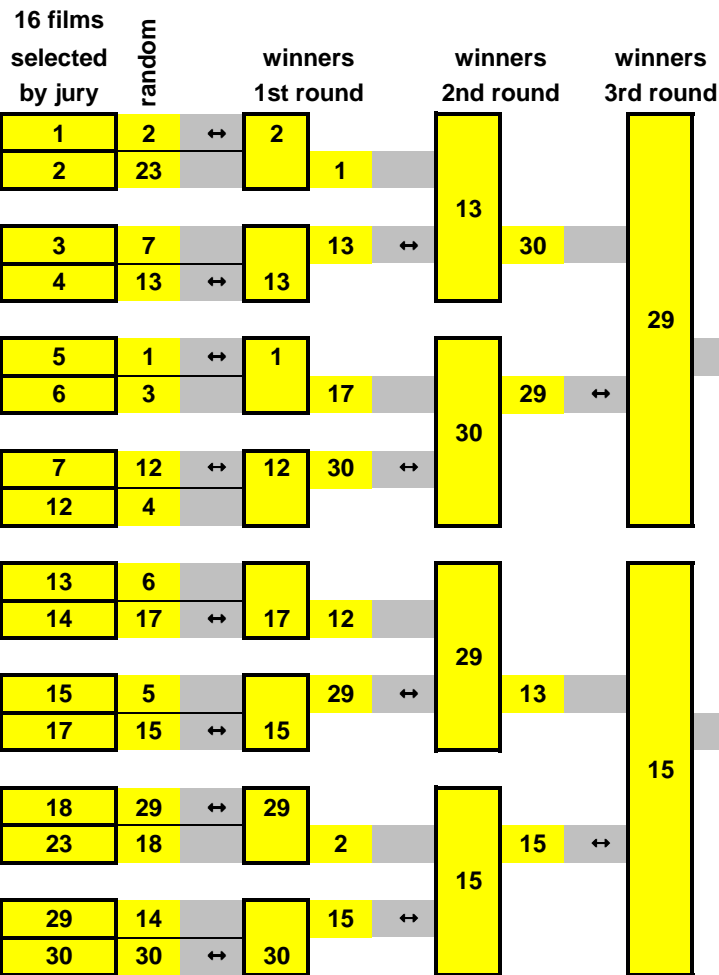 16 films
selected random winners winners winners
by jury 1st round 2nd round 3rd round
1 2 ↔ 2
2 23 1
13
3 7 13 ↔ 30
4 13 ↔ 13
29
5 1 ↔ 1
6 3 17 29 ↔
30
7 12 ↔ 12 30 ↔
12 4
13 6
14 17 ↔ 17 12
29
15 5 29 ↔ 13
17 15 ↔ 15
15
18 29 ↔ 29
23 18 2 15 ↔
15
29 14 15 ↔
30 30 ↔ 30